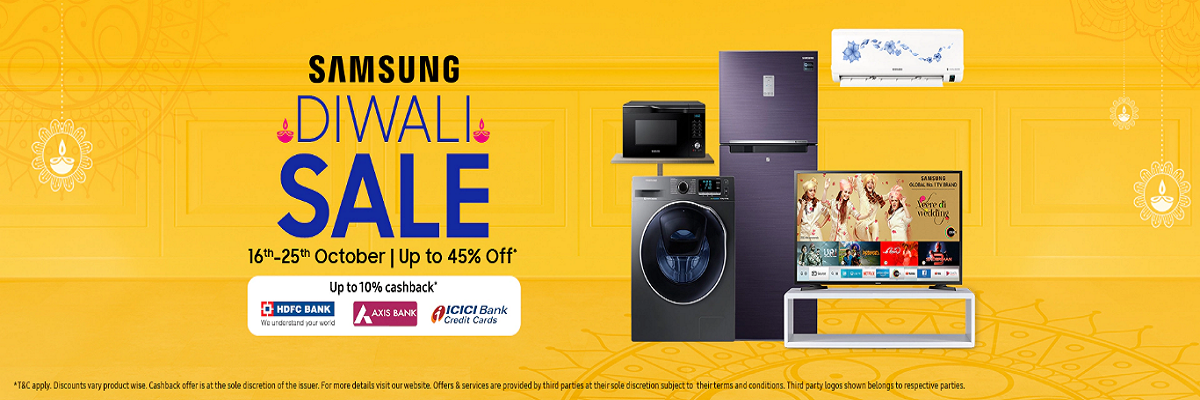 SAMSUNG
DIWALI
SALE
16th-25th October | Up to 45% Off*
Up to 10% cashback*
HDFC BANK
We understand your world
AXIS BANK
ICICI Bank
Credit Cards
SAMSUNG
GLOBAL No.1 TV BRAND
Veere di
wedding
*T&C apply. Discounts vary product wise. Cashback offer is at the sole discretion of the issuer. For more details visit our website. Offers & services are provided by third parties at their sole discretion subject to their terms and conditions. Third party logos shown belongs to respective parties.